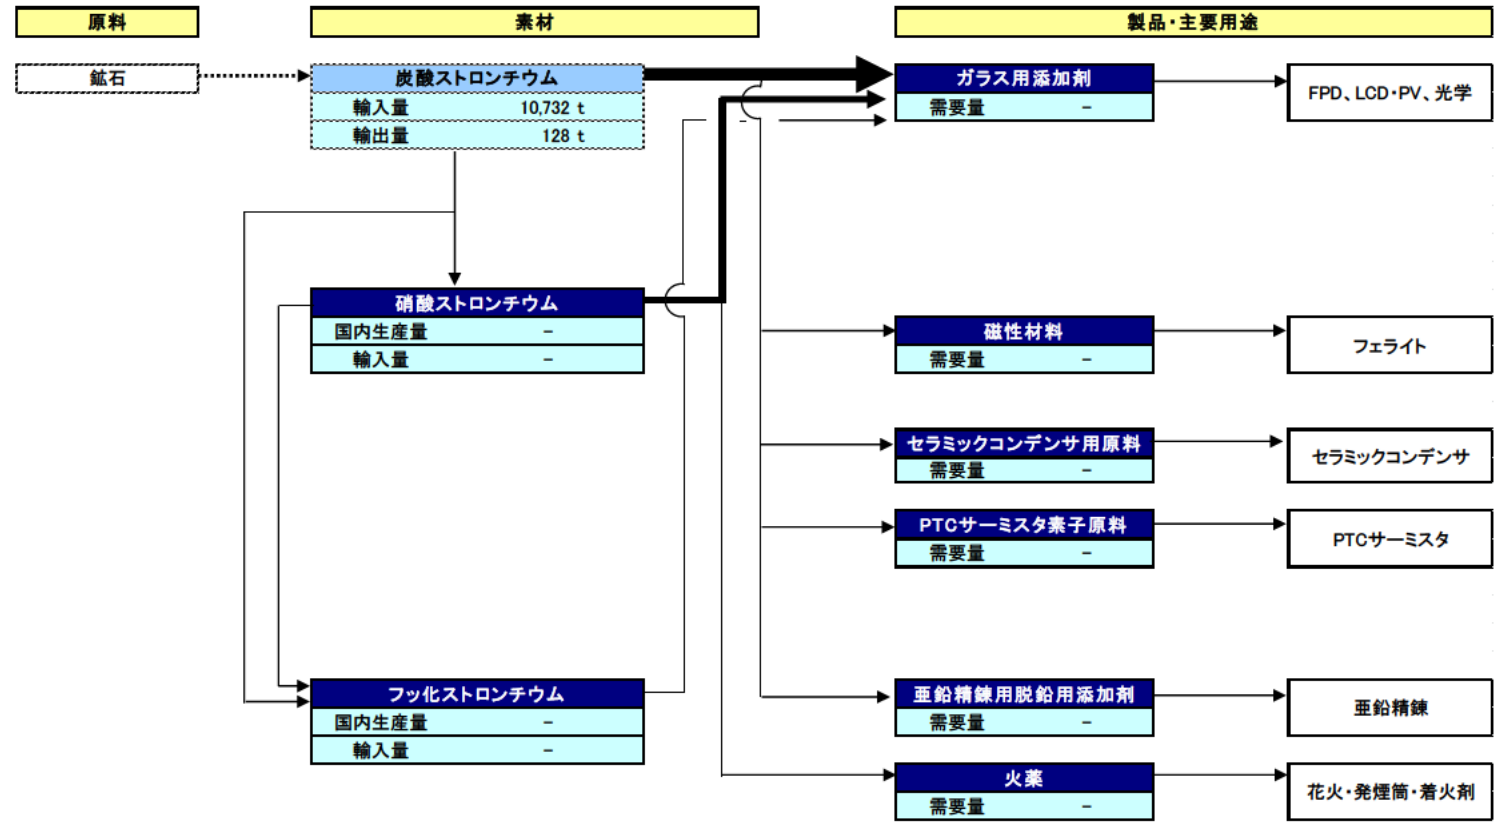 原料 素材 製品・主要用途
鉱石
炭酸ストロンチウム
輸入量 10,732 t
輸出量 128 t
ガラス用添加剤
需要量 -
FPD、LCD・PV、光学
硝酸ストロンチウム
国内生産量 -
輸入量 -
磁性材料
需要量 -
フェライト
セラミックコンデンサ用原料
需要量 -
セラミックコンデンサ
PTCサーミスタ素子原料
需要量 -
PTCサーミスタ
フッ化ストロンチウム
国内生産量 -
輸入量 -
亜鉛精錬用脱鉛用添加剤
需要量 -
亜鉛精錬
火薬
需要量 -
花火・発煙筒・着火剤